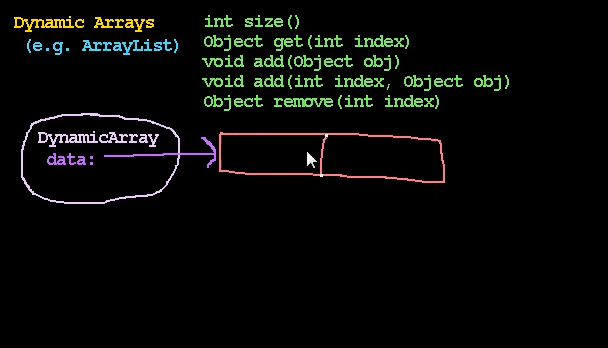 Dynamic Arrays
(e.g. ArrayList)
int size()
Object get(int index)
void add(Object obj)
void add(int index, Object obj)
Object remove(int index)
DynamicArray
data: